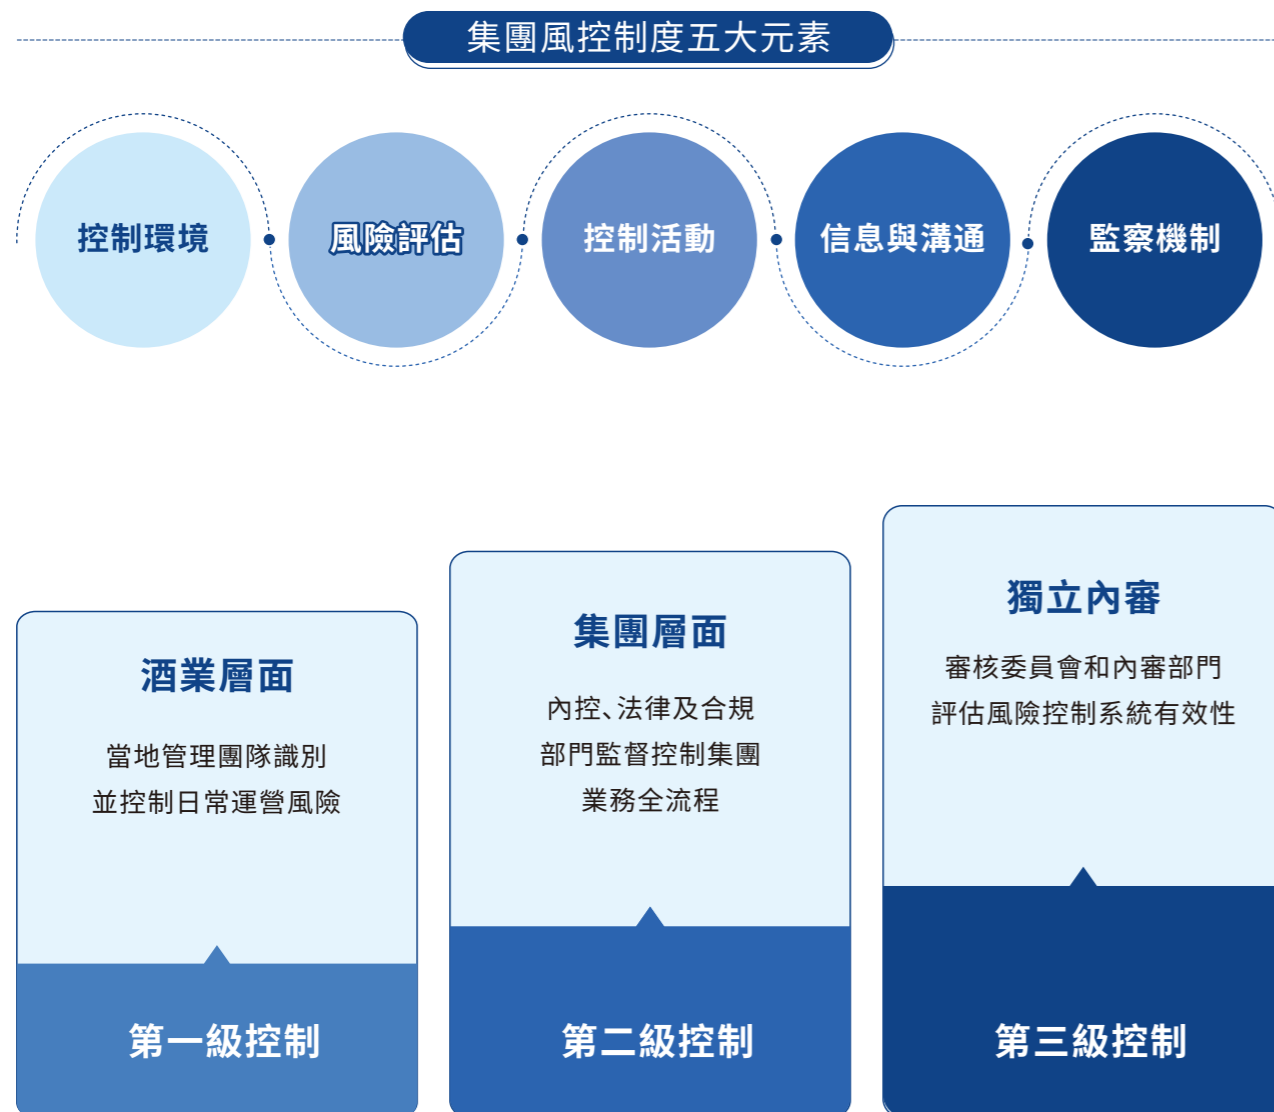 集團風控制度五大元素
控制環境
風險評估
控制活動
信息與溝通
監察機制
酒業層面
當地管理團隊識別
並控制日常運營風險
第一級控制
集團層面
內控、法律及合規
部門監督控制集團
業務全流程
第二級控制
獨立內審
審核委員會和內審部門
評估風險控制系統有效性
第三級控制